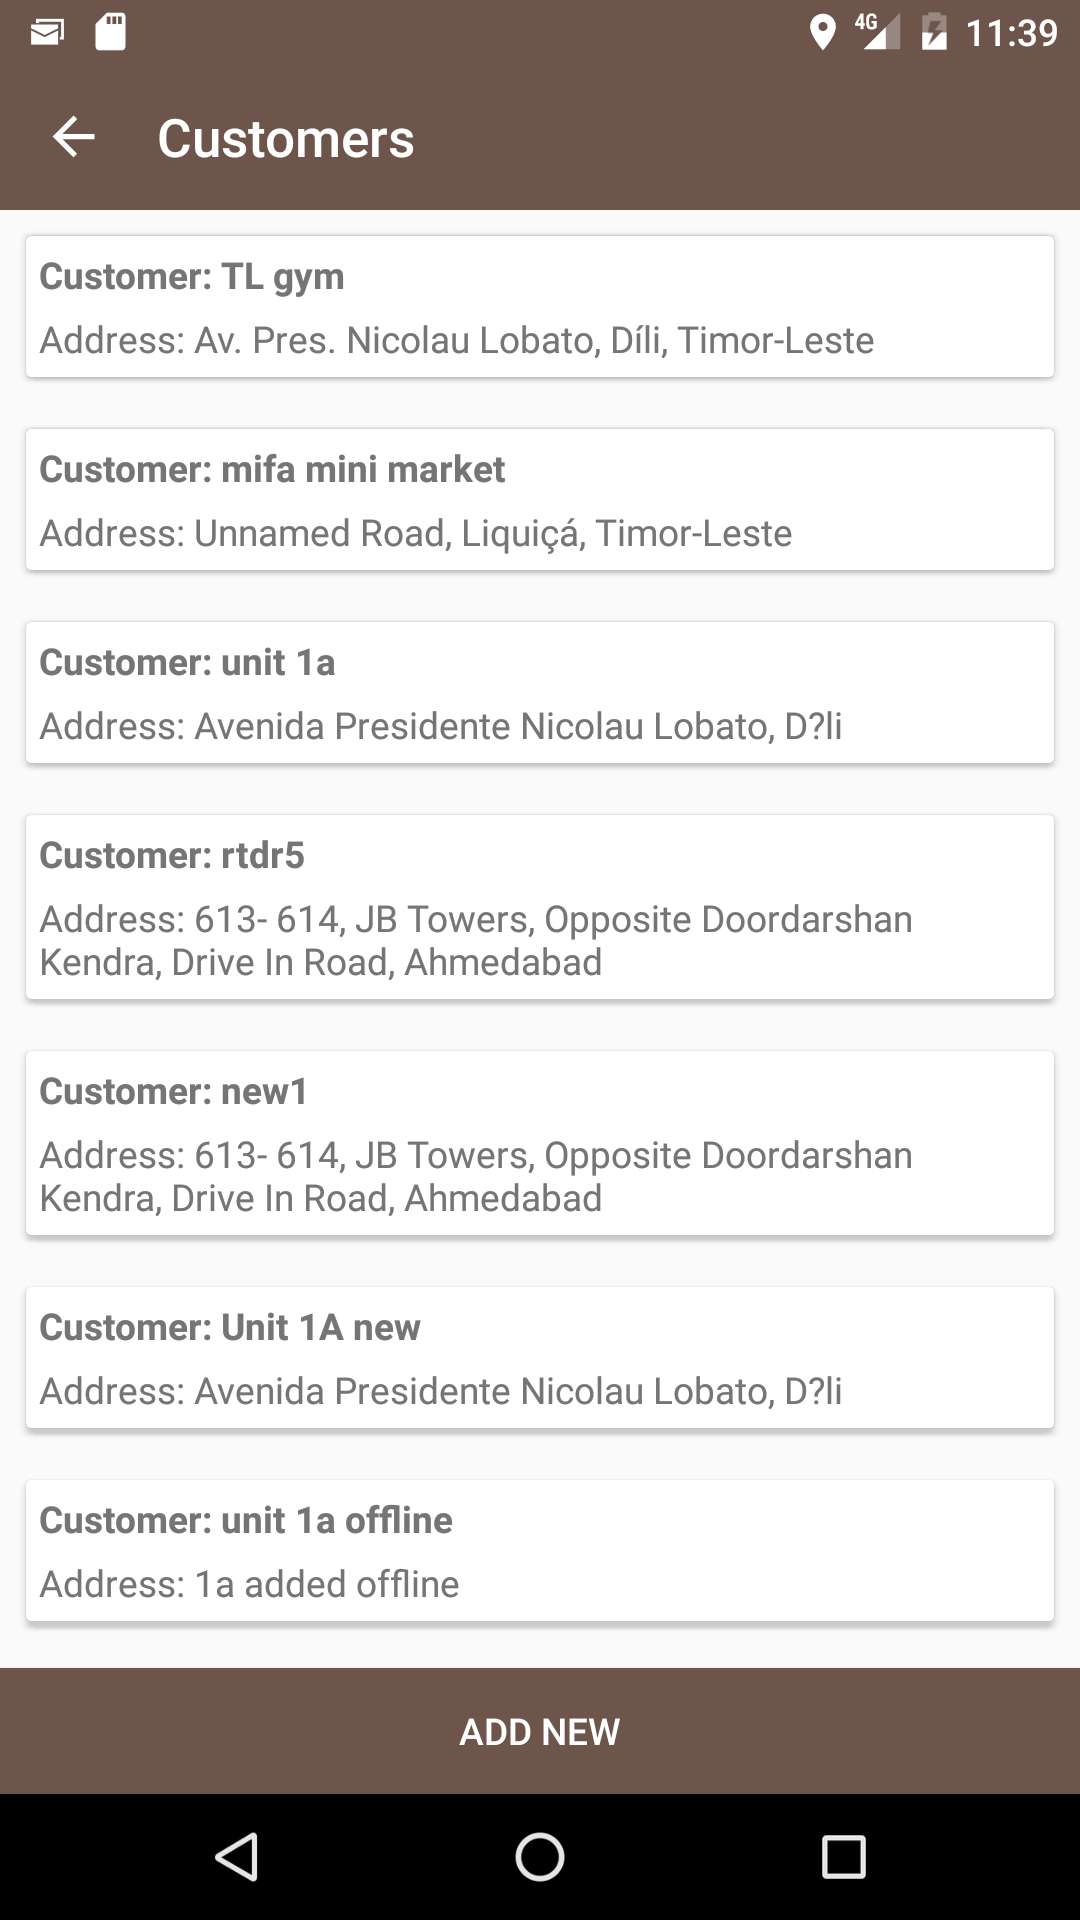 4G 11:39
Customers
Customer: TL gym
Address: Av. Pres. Nicolau Lobato, Díli, Timor-Leste
Customer: mifa mini market
Address: Unnamed Road, Liquiçá, Timor-Leste
Customer: unit 1a
Address: Avenida Presidente Nicolau Lobato, D?li
Customer: rtdr5
Address: 613- 614, JB Towers, Opposite Doordarshan
Kendra, Drive In Road, Ahmedabad
Customer: new1
Address: 613- 614, JB Towers, Opposite Doordarshan
Kendra, Drive In Road, Ahmedabad
Customer: Unit 1A new
Address: Avenida Presidente Nicolau Lobato, D?li
Customer: unit 1a offline
Address: 1a added offline
ADD NEW